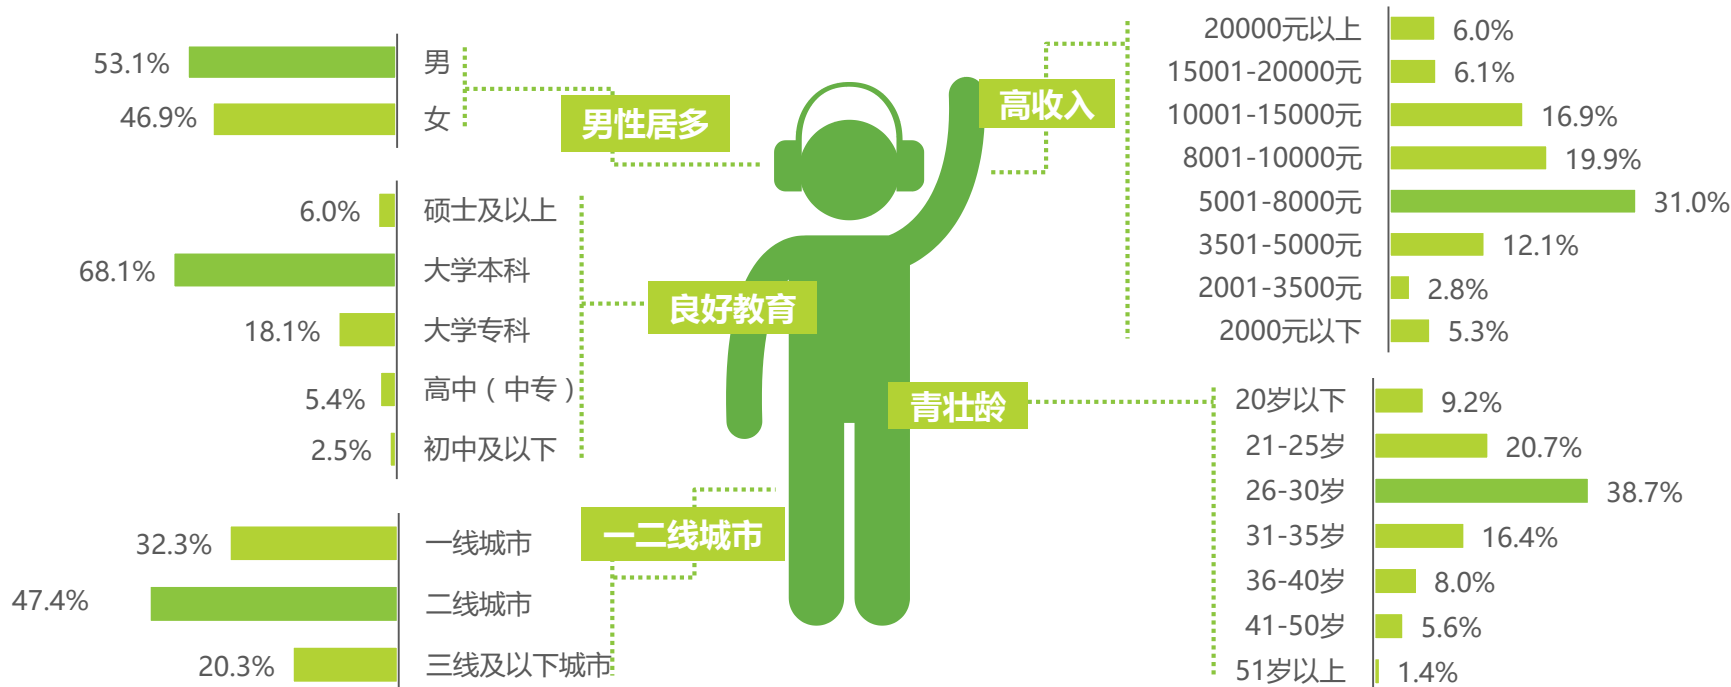 53.1% 男
46.9% 女
男性居多
6.0% 硕士及以上
68.1% 大学本科
18.1% 大学专科
5.4% 高中（中专）
2.5% 初中及以下
良好教育
32.3% 一线城市
47.4% 二线城市
20.3% 三线及以下城市
一二线城市
高收入
20000元以上 6.0%
15001-20000元 6.1%
10001-15000元 16.9%
8001-10000元 19.9%
5001-8000元 31.0%
3501-5000元 12.1%
2001-3500元 2.8%
2000元以下 5.3%
青壮龄
20岁以下 9.2%
21-25岁 20.7%
26-30岁 38.7%
31-35岁 16.4%
36-40岁 8.0%
41-50岁 5.6%
51岁以上 1.4%